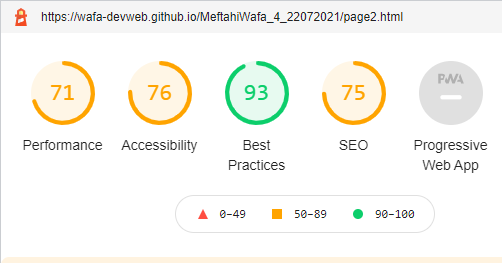 https://wafa-devweb.github.io/MeftahiWafa_4_22072021/page2.html
71 76 93 75 PWA
Performance Accessibility Best Practices SEO Progressive Web App
0–49 50–89 90–100